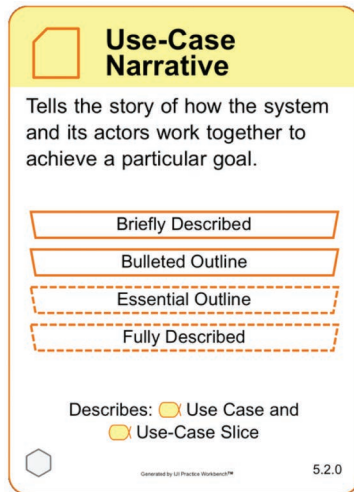 Use-Case
Narrative
Tells the story of how the system
and its actors work together to
achieve a particular goal.
Briefly Described
Bulleted Outline
Essential Outline
Fully Described
Describes: Use Case and
Use-Case Slice
Generated by IJI Practice Workbench™
5.2.0